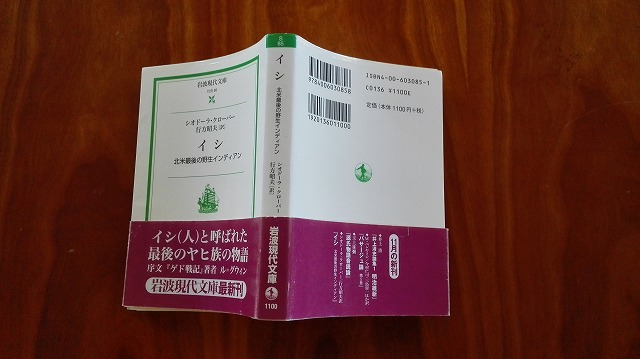 岩波現代文庫
シオドーラ・クローバー
行方昭夫 訳
イシ
北米最後の野生インディアン
イシ(人)と呼ばれた
最後のヤヒ族の物語
序文『ゲド戦記』著者 ル・グウィン
岩波現代文庫最新刊
イシ
北米最後の野生インディアン
シオドーラ・クローバー
行方昭夫[訳]
岩波現代文庫
1100
9784006030858
1920136011000
ISBN4-00-603085-1
C0136 ¥1100E
定価(本体1100円+税)
11月の新刊
『イシ